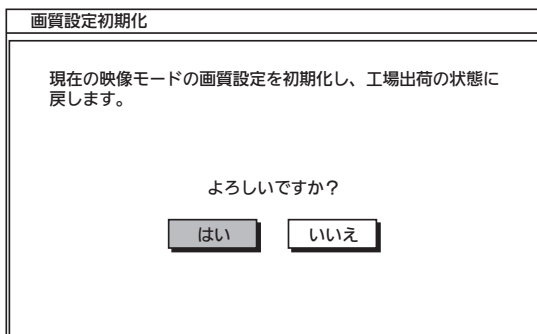 画質設定初期化
現在の映像モードの画質設定を初期化し、工場出荷の状態に
戻します。
よろしいですか？
はい
いいえ